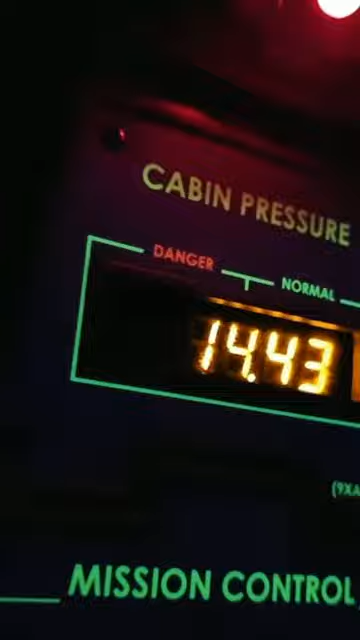 CABIN PRESSURE
DANGER
NORMAL
14.43
(9XA
MISSION CONTROL